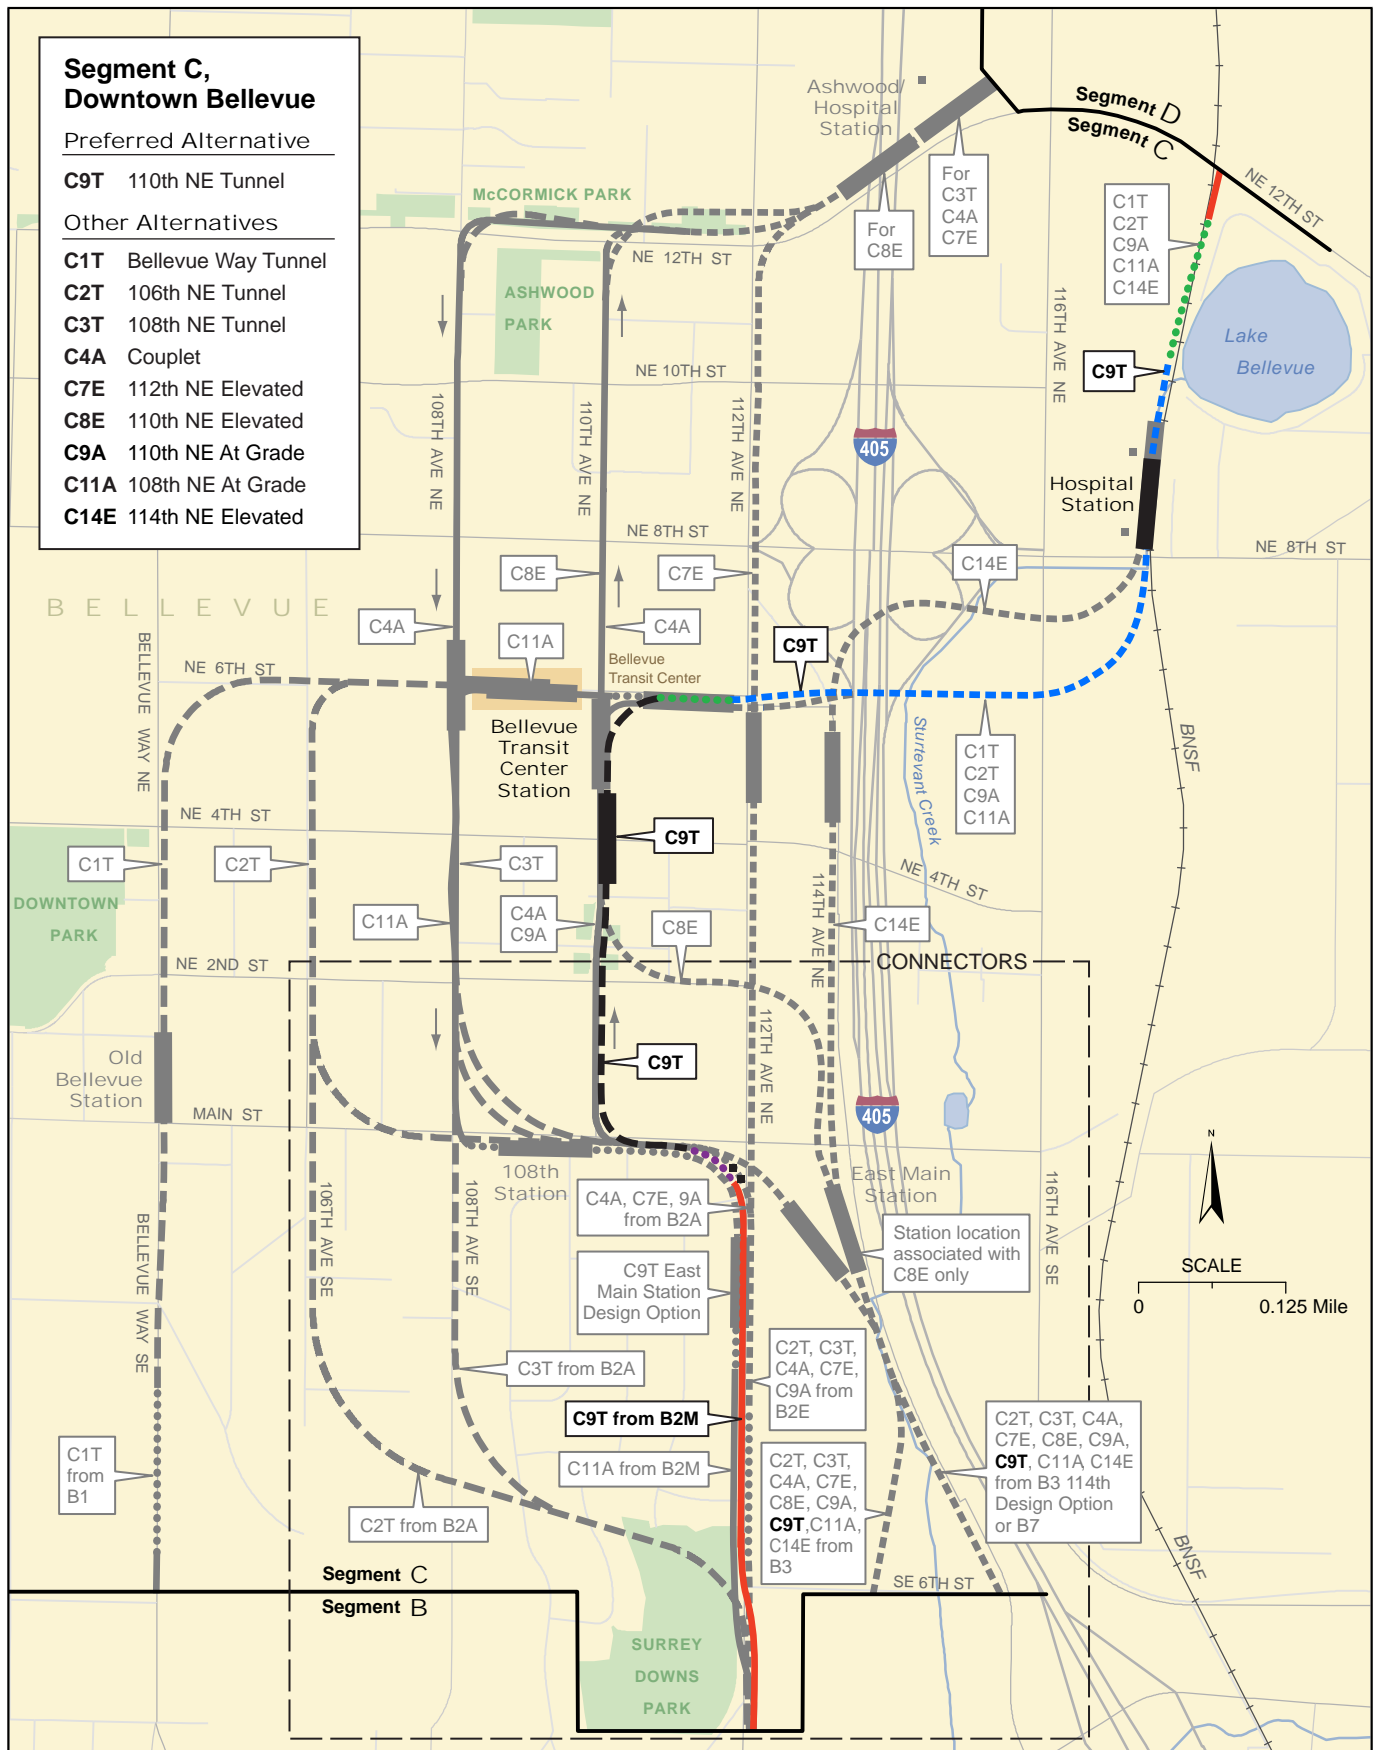 Segment C,
Downtown Bellevue
Preferred Alternative
C9T 110th NE Tunnel
Other Alternatives
C1T Bellevue Way Tunnel
C2T 106th NE Tunnel
C3T 108th NE Tunnel
C4A Couplet
C7E 112th NE Elevated
C8E 110th NE Elevated
C9A 110th NE At Grade
C11A 108th NE At Grade
C14E 114th NE Elevated
Ashwood/
Hospital
Station
Segment D
Segment C
NE 12TH ST
For
C3T
C4A
C7E
For
C8E
C1T
C2T
C9A
C11A
C14E
McCORMICK PARK
NE 12TH ST
ASHWOOD
PARK
116TH AVE NE
Lake
Bellevue
NE 10TH ST
C9T
108TH AVE NE
110TH AVE NE
112TH AVE NE
405
Hospital
Station
NE 8TH ST
NE 8TH ST
C8E
C7E
C14E
BELLEVUE
C4A
C11A
C4A
C9T
BELLEVUE WAY NE
NE 6TH ST
Bellevue
Transit Center
Bellevue
Transit
Center
Station
Sturtevant Creek
BNSF
C1T
C2T
C9A
C11A
NE 4TH ST
C9T
C1T
C2T
C3T
NE 4TH ST
114TH AVE NE
DOWNTOWN
PARK
C11A
C4A
C9A
C8E
C14E
NE 2ND ST
CONNECTORS
112TH AVE NE
Old
Bellevue
Station
C9T
MAIN ST
405
N
108th
Station
East Main
Station
116TH AVE SE
106TH AVE SE
108TH AVE SE
C4A, C7E, 9A
from B2A
BELLEVUE WAY SE
Station location
associated with
C8E only
SCALE
0 0.125 Mile
C9T East
Main Station
Design Option
C2T, C3T,
C4A, C7E,
C9A from
B2E
C3T from B2A
C9T from B2M
C2T, C3T, C4A,
C7E, C8E, C9A,
C9T, C11A, C14E
from B3 114th
Design Option
or B7
C1T
from
B1
C11A from B2M
C2T, C3T,
C4A, C7E,
C8E, C9A,
C9T, C11A,
C14E from
B3
C2T from B2A
BNSF
Segment C
Segment B
SE 6TH ST
SURREY
DOWNS
PARK